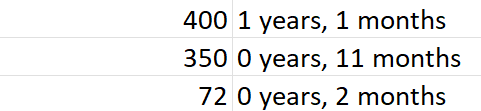 400 1 years, 1 months
350 0 years, 11 months
72 0 years, 2 months